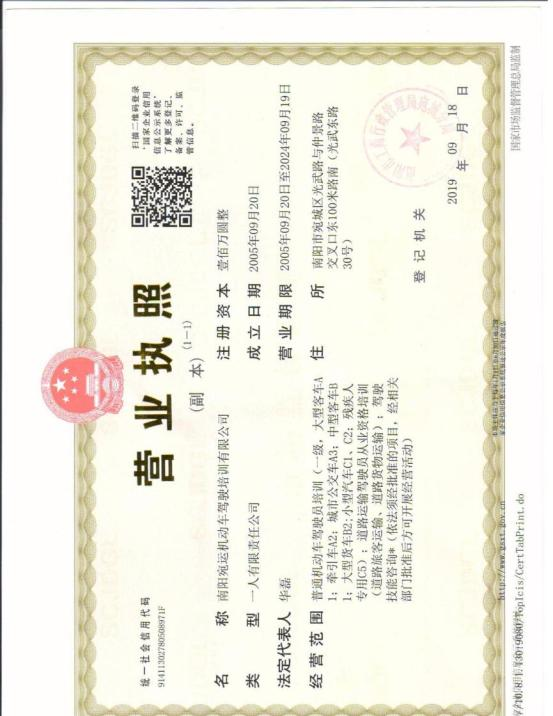 统一社会信用代码
91411302780508971F
扫描二维码登录
"国家企业信用
信息公示系统"
了解更多登记、
备案、许可、监
管信息。
营业执照
(副 本)
(1-1)
名 称 南阳宛运机动车驾驶培训有限公司
类 型 一人有限责任公司
法定代表人 华磊
经营范围 普通机动车驾驶员培训(一级,大型客车A
1;牵引车A2;城市公交车A3;中型客车B
1;大型货车B2;小型汽车C1、C2;残疾人
专用C5);道路运输驾驶员从业资格培训
(道路旅客运输、道路货物运输);驾驶
技能咨询*(依法须经批准的项目,经相关
部门批准后方可开展经营活动)
注册资本 壹佰万圆整
成立日期 2005年09月20日
营业期限 2005年09月20日至2024年09月19日
住 所 南阳市宛城区光武路与仲景路
交叉口东100米路南(光武东路
30号)
登记机关
2019 年 09 月 18 日
http://www.gsxt.gov.cn
国家市场监督管理总局监制